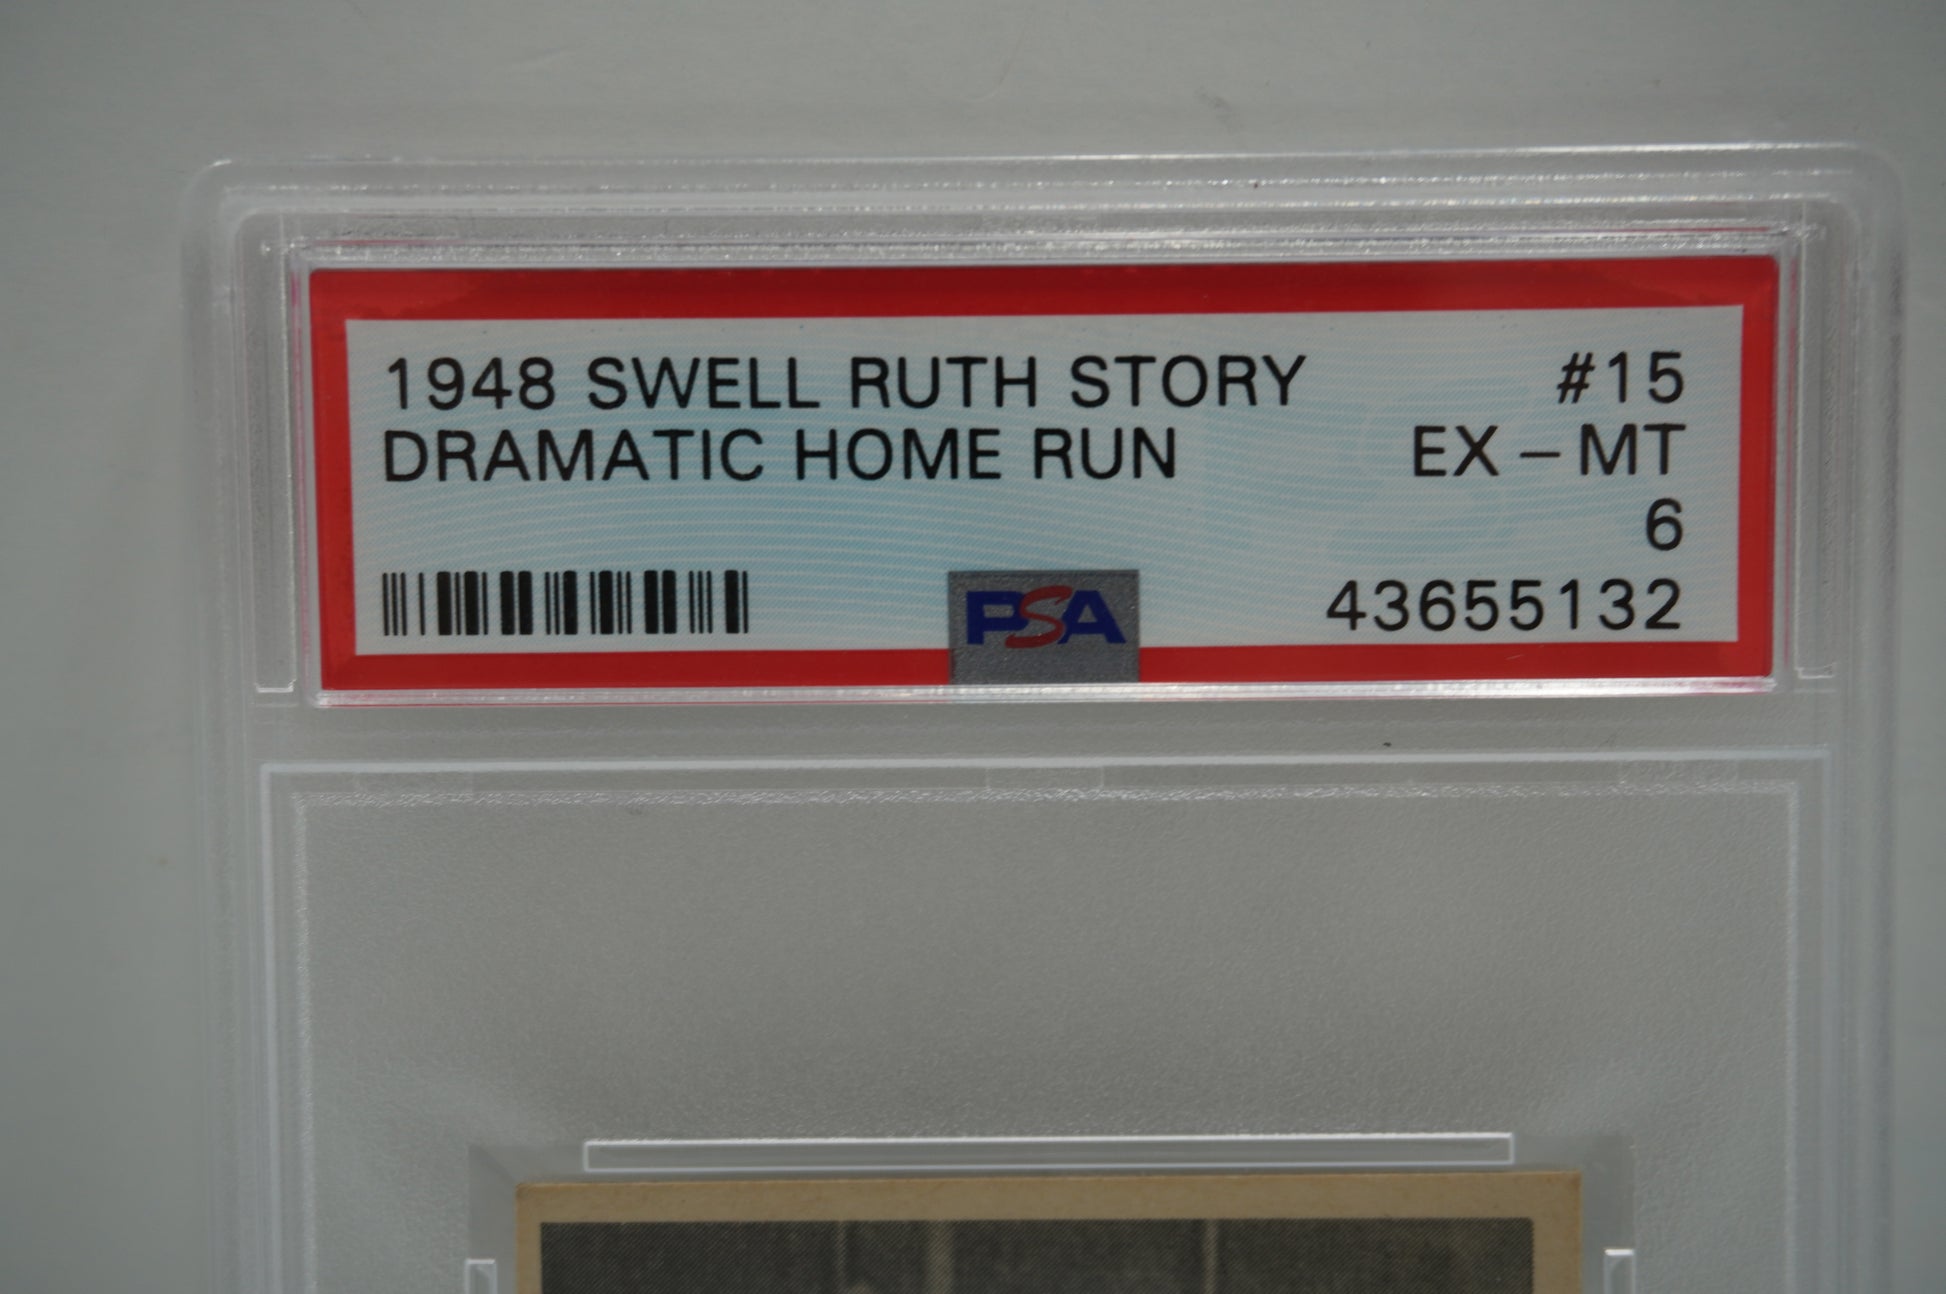 1948 SWELL RUTH STORY #15
DRAMATIC HOME RUN EX - MT
6
PSA 43655132